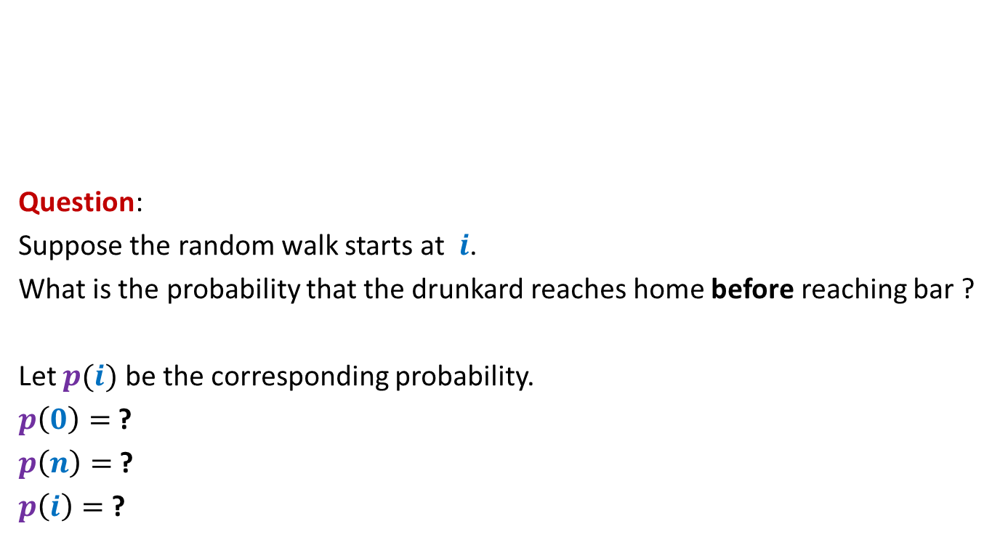 Question:
Suppose the random walk starts at i.
What is the probability that the drunkard reaches home before reaching bar ?
Let p(i) be the corresponding probability.
p(0) = ?
p(n) = ?
p(i) = ?